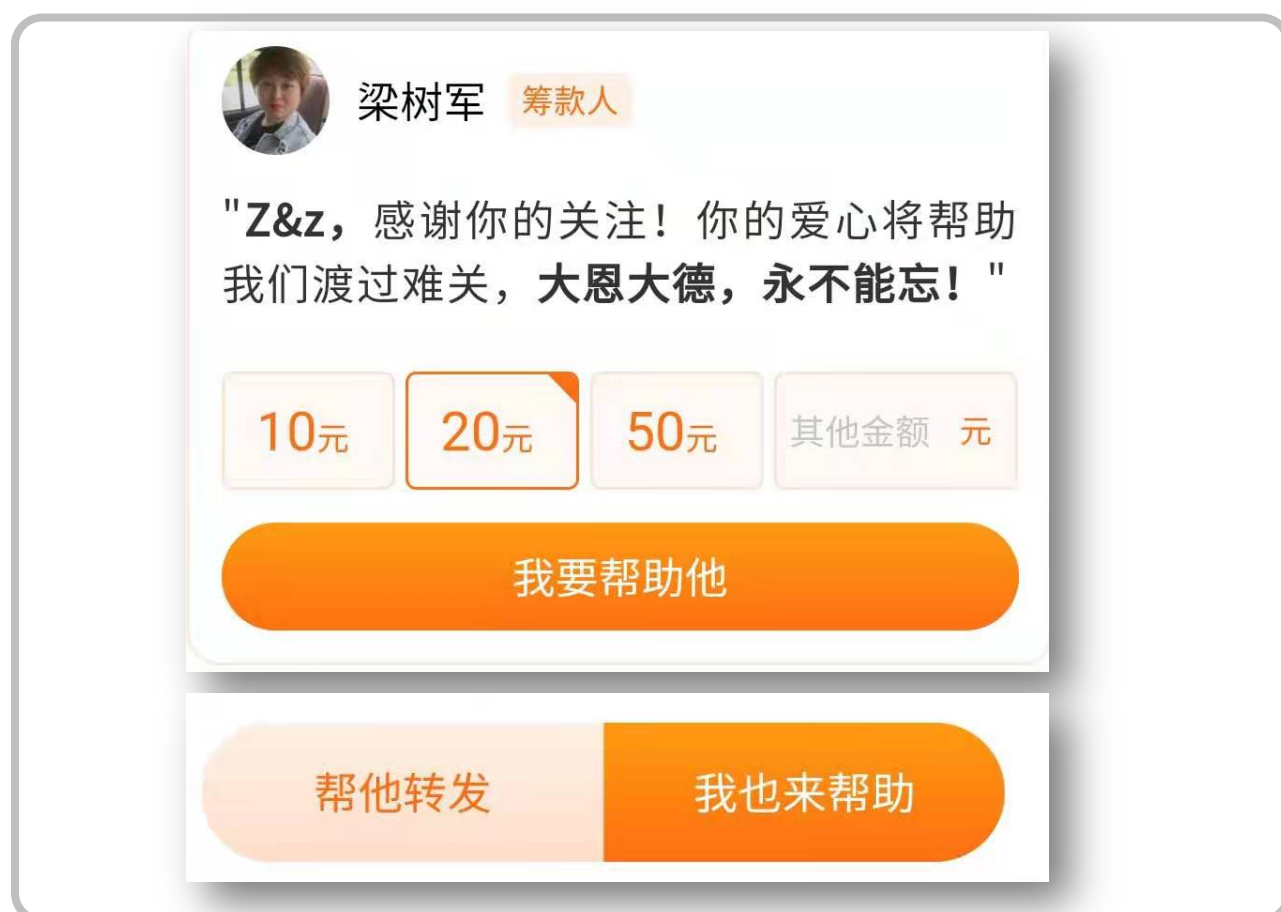 梁树军 筹款人
"Z&z，感谢你的关注！你的爱心将帮助
我们渡过难关，大恩大德，永不能忘！"
10元 20元 50元 其他金额 元
我要帮助他
帮他转发 我也来帮助